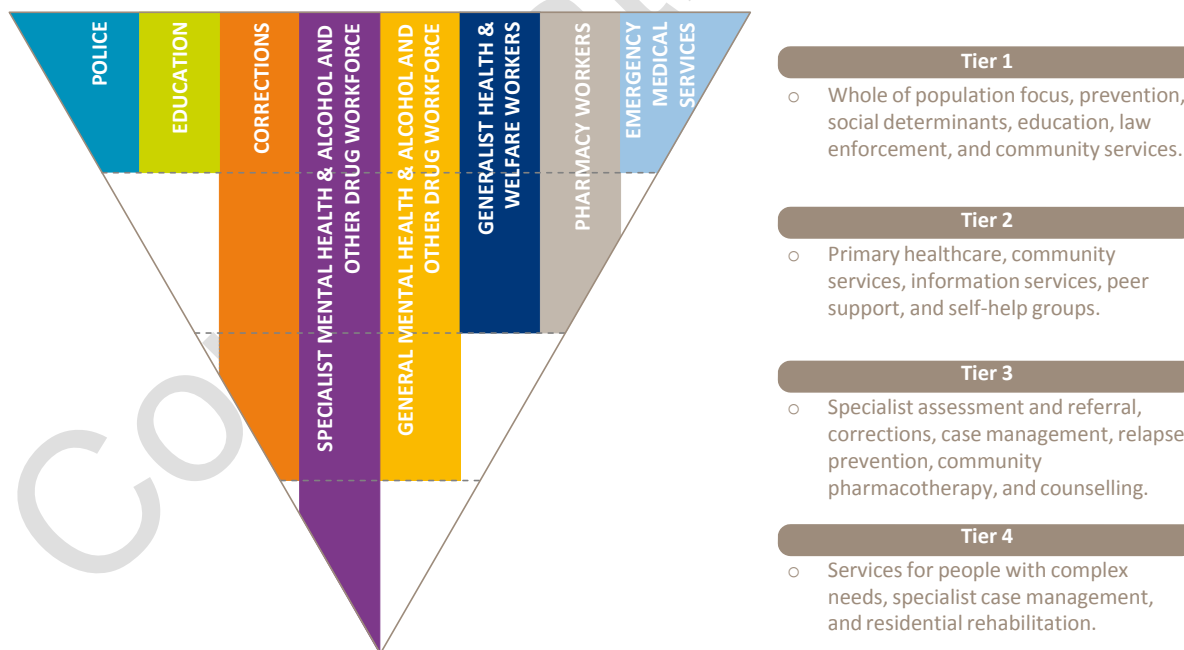 POLICE
EDUCATION
CORRECTIONS
SPECIALIST MENTAL HEALTH & ALCOHOL AND
OTHER DRUG WORKFORCE
GENERAL MENTAL HEALTH & ALCOHOL AND
OTHER DRUG WORKFORCE
GENERALIST HEALTH &
WELFARE WORKERS
PHARMACY WORKERS
EMERGENCY
MEDICAL
SERVICES
Tier 1
o Whole of population focus, prevention,
social determinants, education, law
enforcement, and community services.
Tier 2
o Primary healthcare, community
services, information services, peer
support, and self-help groups.
Tier 3
o Specialist assessment and referral,
corrections, case management, relapse
prevention, community
pharmacotherapy, and counselling.
Tier 4
o Services for people with complex
needs, specialist case management,
and residential rehabilitation.